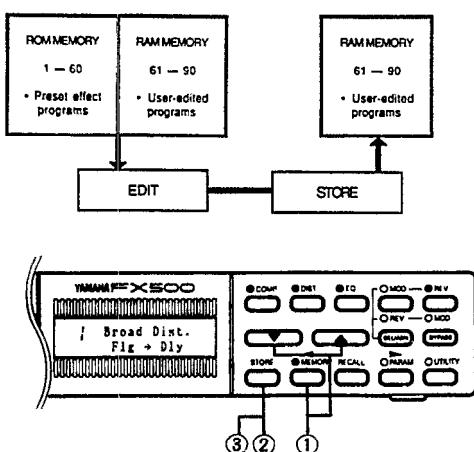 ROM MEMORY
1 — 60
• Preset effect
programs
RAM MEMORY
61 — 90
• User-edited
programs
RAM MEMORY
61 — 90
• User-edited
programs
EDIT
STORE
YAMAHA FX500
1 Broad Dist.
Flg → Dly
COMP DIST EQ MOD REV
REV MOD
BYPASS
STORE MEMORY RECALL PARAM UTILITY
③ ② ①